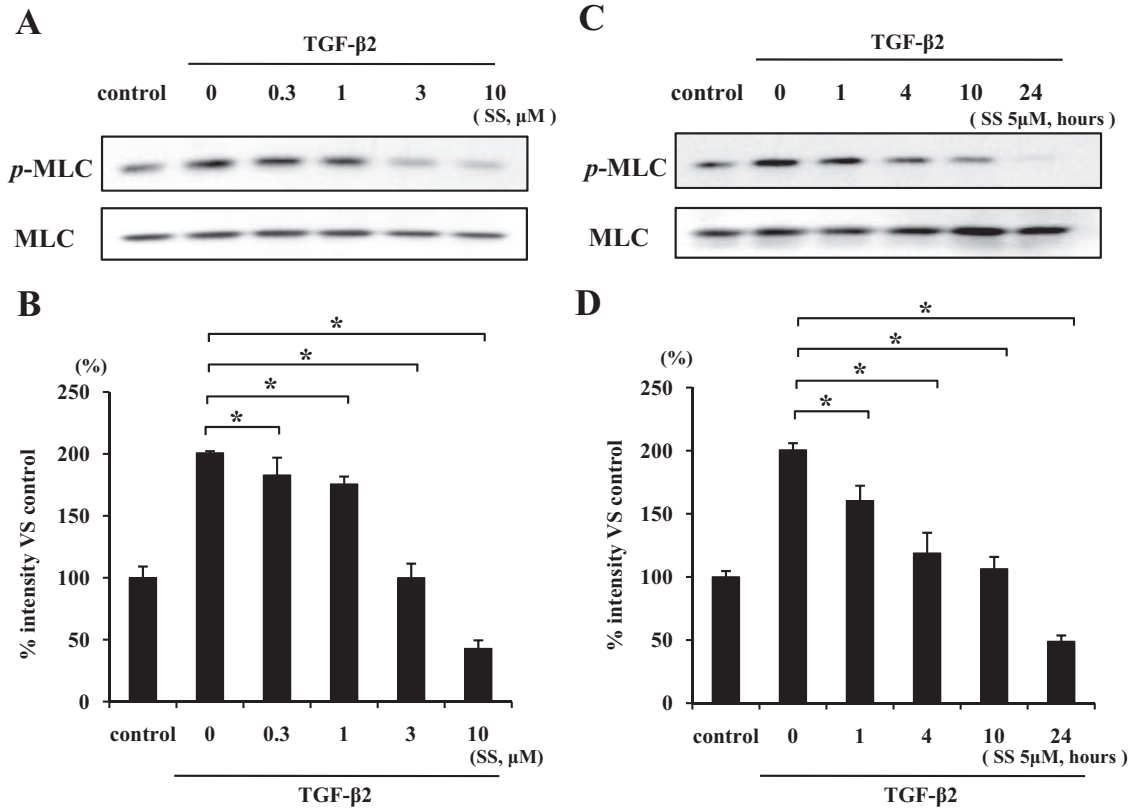 A
TGF-β2
control 0 0.3 1 3 10
( SS, μM )
p-MLC
MLC
B
* * * *
(%)
250
200
150
100
50
0
% intensity VS control
control 0 0.3 1 3 10
(SS, μM)
TGF-β2
C
TGF-β2
control 0 1 4 10 24
( SS 5μM, hours )
p-MLC
MLC
D
* * * *
(%)
250
200
150
100
50
0
% intensity VS control
control 0 1 4 10 24
( SS 5μM, hours )
TGF-β2